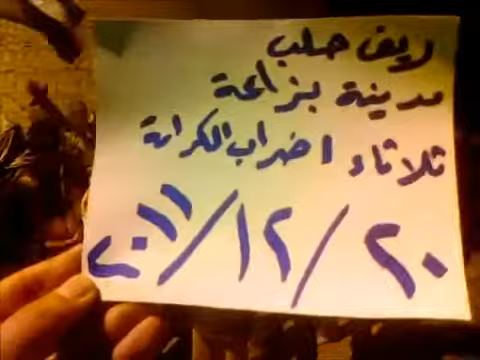 ريف حلب
مدينة بزاعة
ثلاثاء اضراب الكرامة
٢٠/١٢/٢٠١١